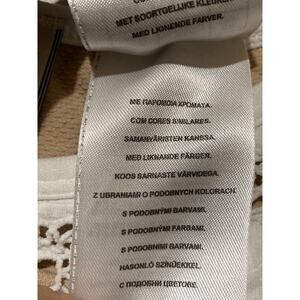 MET SOORTGELIJKE KLEUREN
MED LIKNENDE FARVER.
ΜΕ ΠΑΡΟΜΟΙΑ ΧΡΩΜΑΤΑ.
COM CORES SIMILARES.
SAMANVÄRISTEN KANSSA.
MED LIKNANDE FÄRGER.
KOOS SARNASTE VÄRVIDEGA.
Z UBRANIAMI O PODOBNYCH KOLORACH.
S PODOBNÝMI BARVAMI.
S PODOBNÝMI FARBAMI.
S PODOBNIMI BARVAMI.
HASONLÓ SZÍNŰEKKEL.
С ПОДОБНИ ЦВЕТОВЕ.